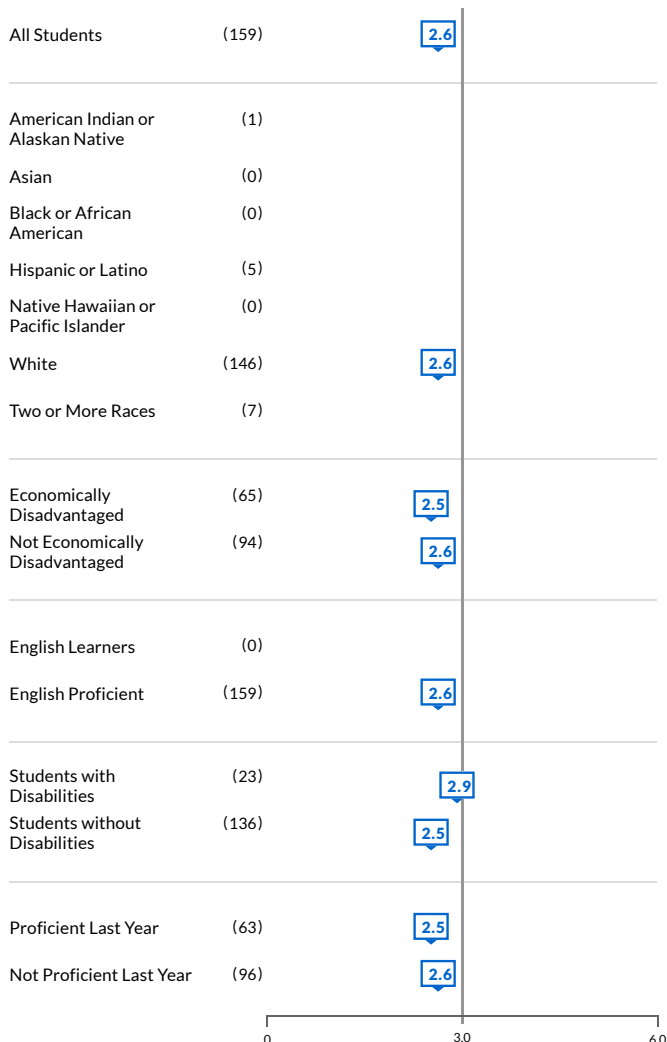 All Students (159) 2.6
American Indian or (1)
Alaskan Native
Asian (0)
Black or African (0)
American
Hispanic or Latino (5)
Native Hawaiian or (0)
Pacific Islander
White (146) 2.6
Two or More Races (7)
Economically (65) 2.5
Disadvantaged
Not Economically (94) 2.6
Disadvantaged
English Learners (0)
English Proficient (159) 2.6
Students with (23) 2.9
Disabilities
Students without (136) 2.5
Disabilities
Proficient Last Year (63) 2.5
Not Proficient Last Year (96) 2.6
0 3.0 6.0